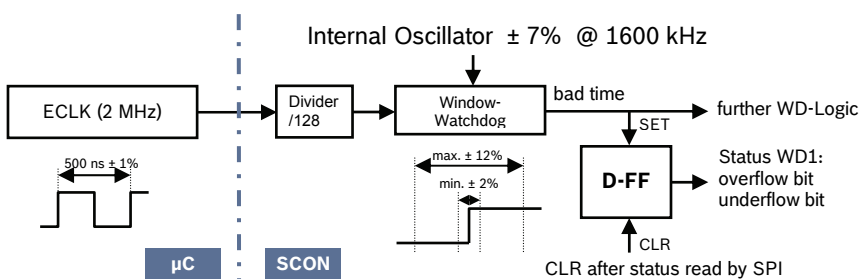 Internal Oscillator ± 7% @ 1600 kHz
ECLK (2 MHz)
Divider
/128
Window-
Watchdog
bad time
further WD-Logic
SET
500 ns ± 1%
max. ± 12%
min. ± 2%
D-FF
Status WD1:
overflow bit
underflow bit
CLR
µC
SCON
CLR after status read by SPI